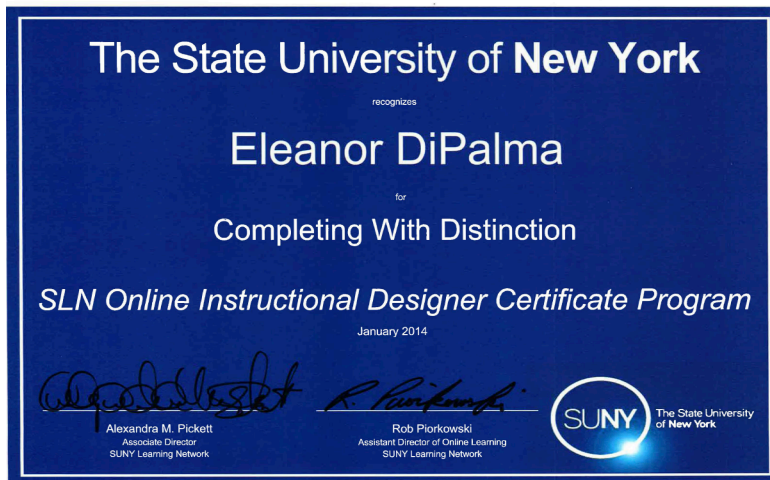 The State University of New York
recognizes
Eleanor DiPalma
for
Completing With Distinction
SLN Online Instructional Designer Certificate Program
January 2014
R. Piorkowski
Alexandra M. Pickett
Associate Director
SUNY Learning Network
Rob Piorkowski
Assistant Director of Online Learning
SUNY Learning Network
SUNY
The State University
of New York